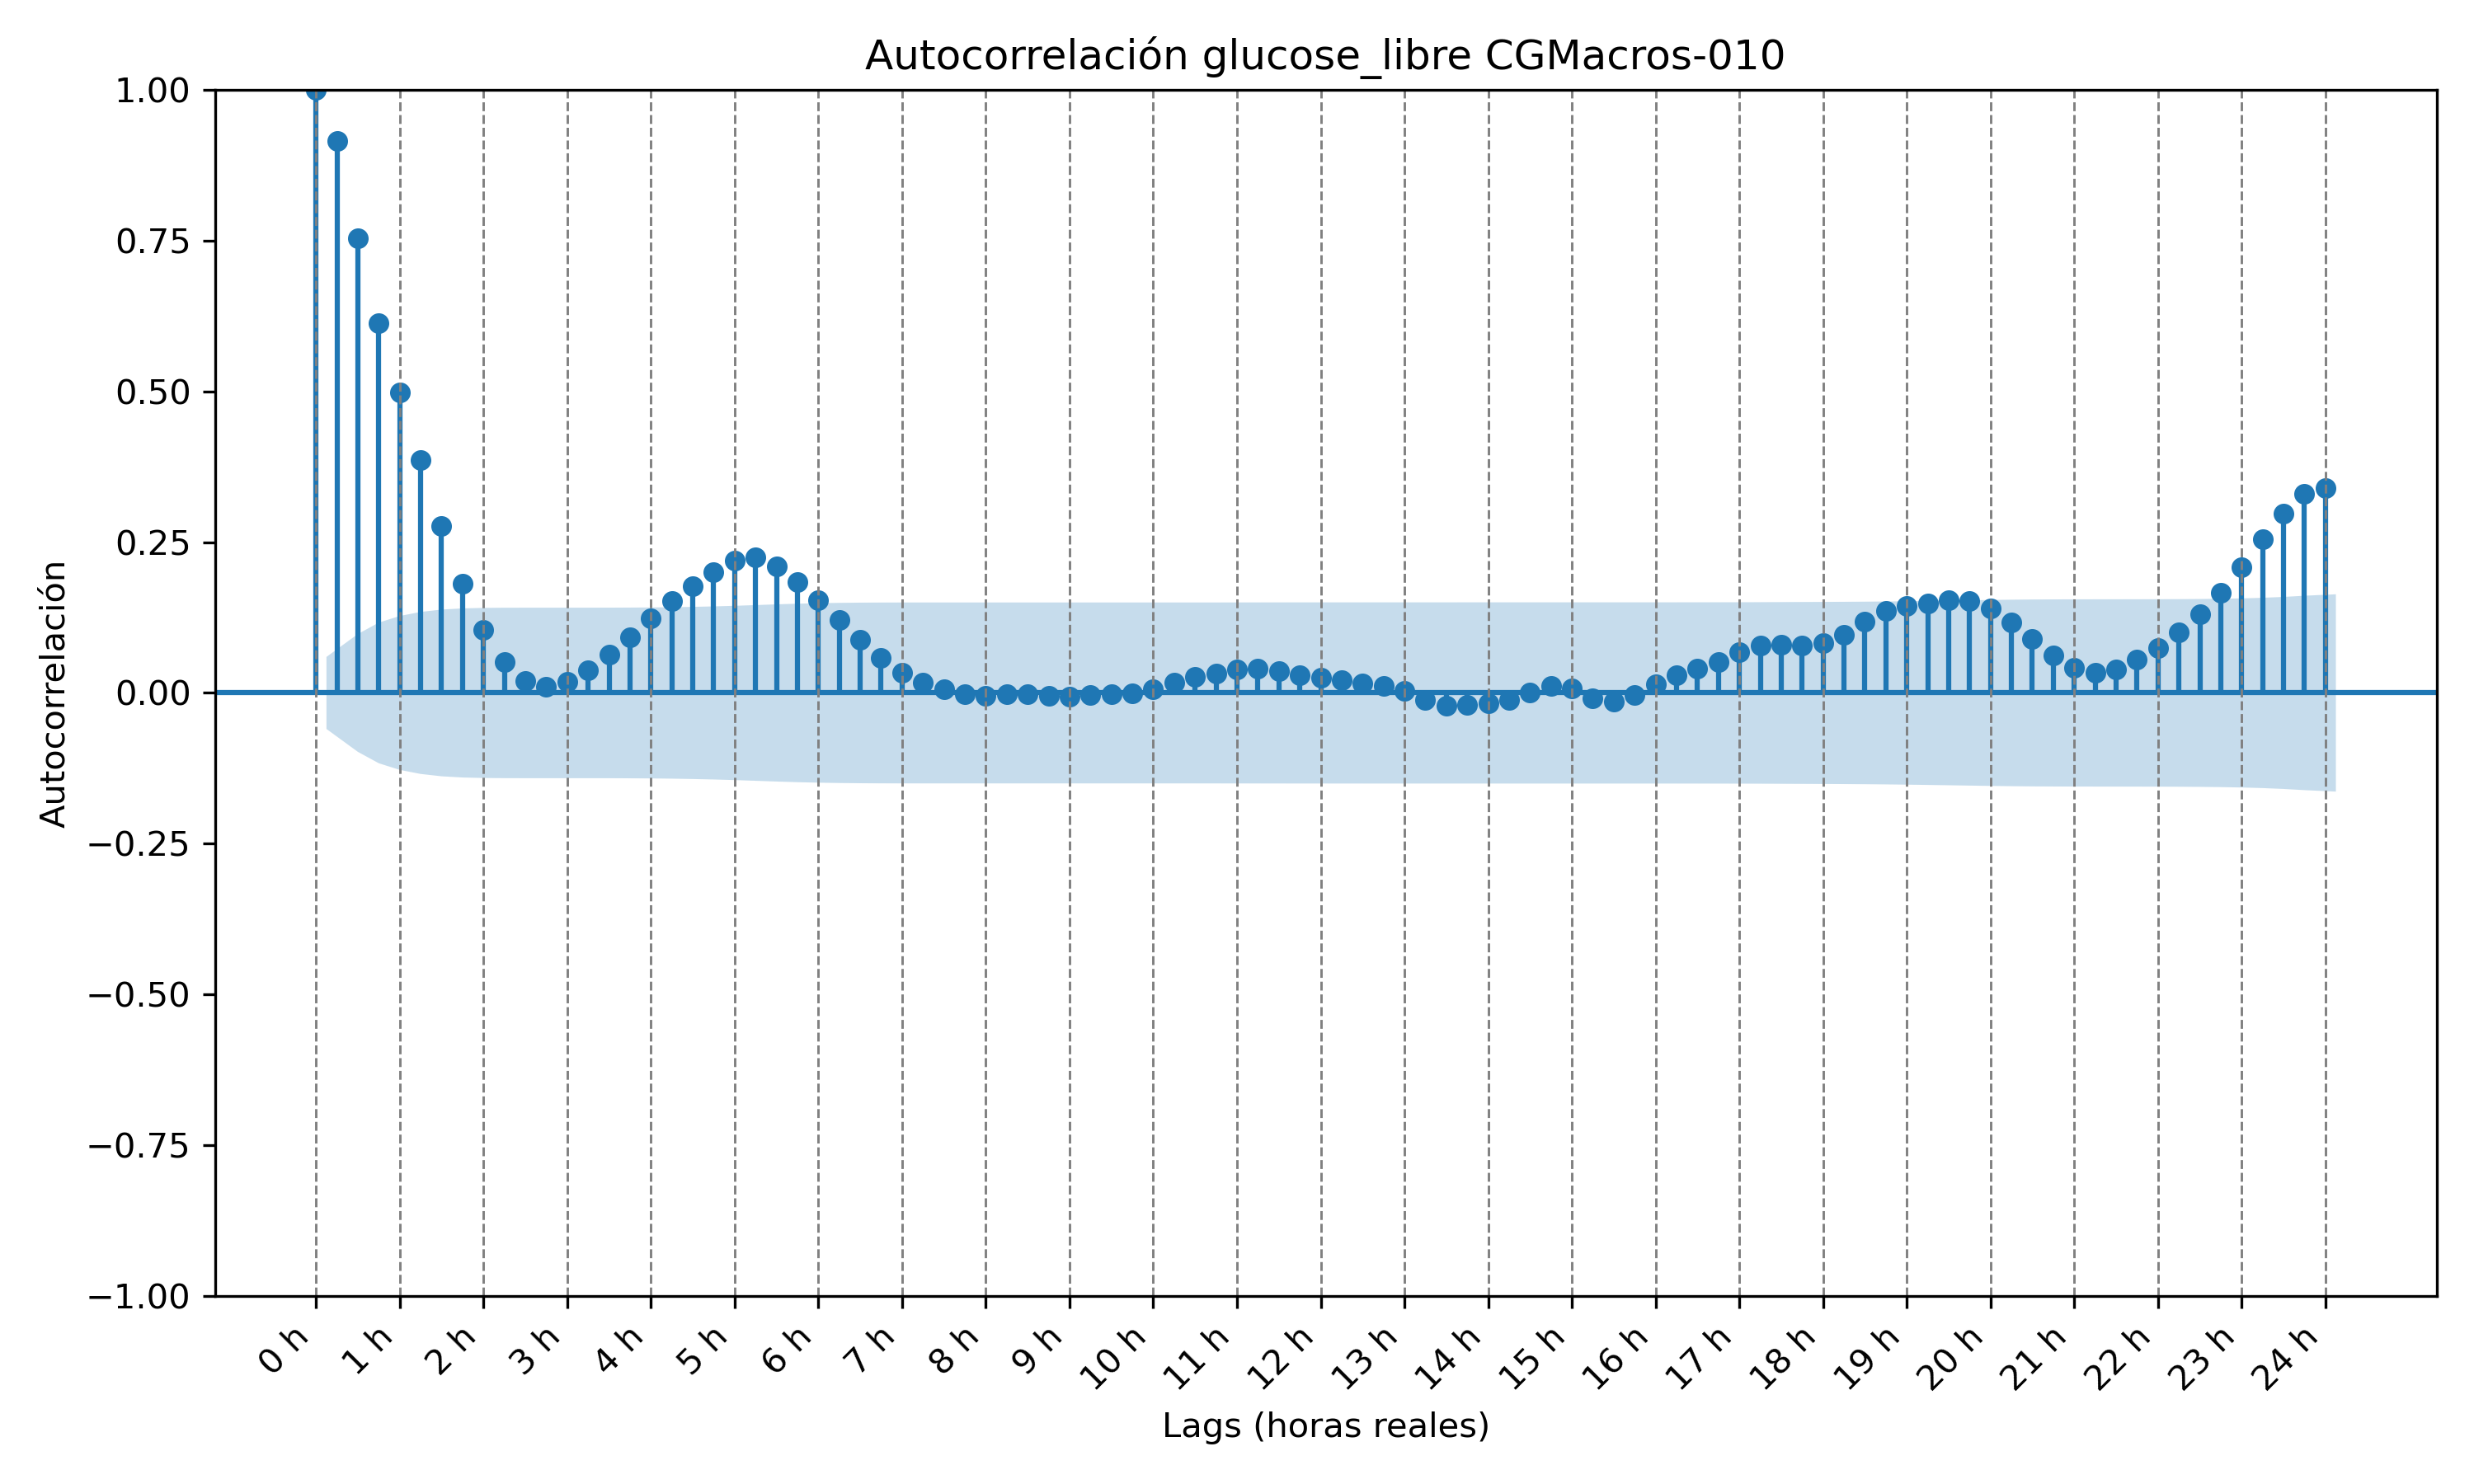 Autocorrelación glucose_libre CGMacros-010
1.00
0.75
0.50
0.25
0.00
−0.25
−0.50
−0.75
−1.00
Autocorrelación
0 h
1 h
2 h
3 h
4 h
5 h
6 h
7 h
8 h
9 h
10 h
11 h
12 h
13 h
14 h
15 h
16 h
17 h
18 h
19 h
20 h
21 h
22 h
23 h
24 h
Lags (horas reales)